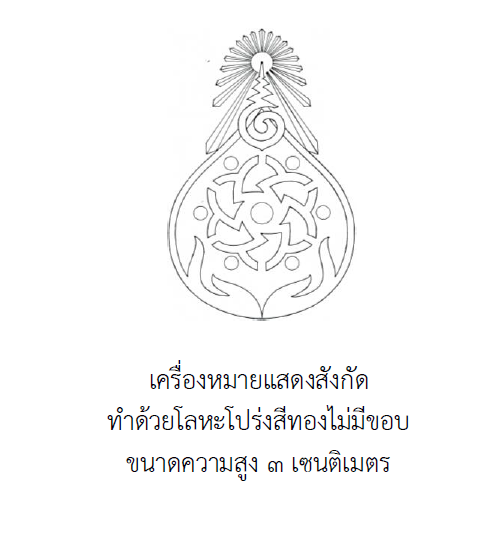 เครื่องหมายแสดงสังกัด
ทำด้วยโลหะโปร่งสีทองไม่มีขอบ
ขนาดความสูง ๓ เซนติเมตร